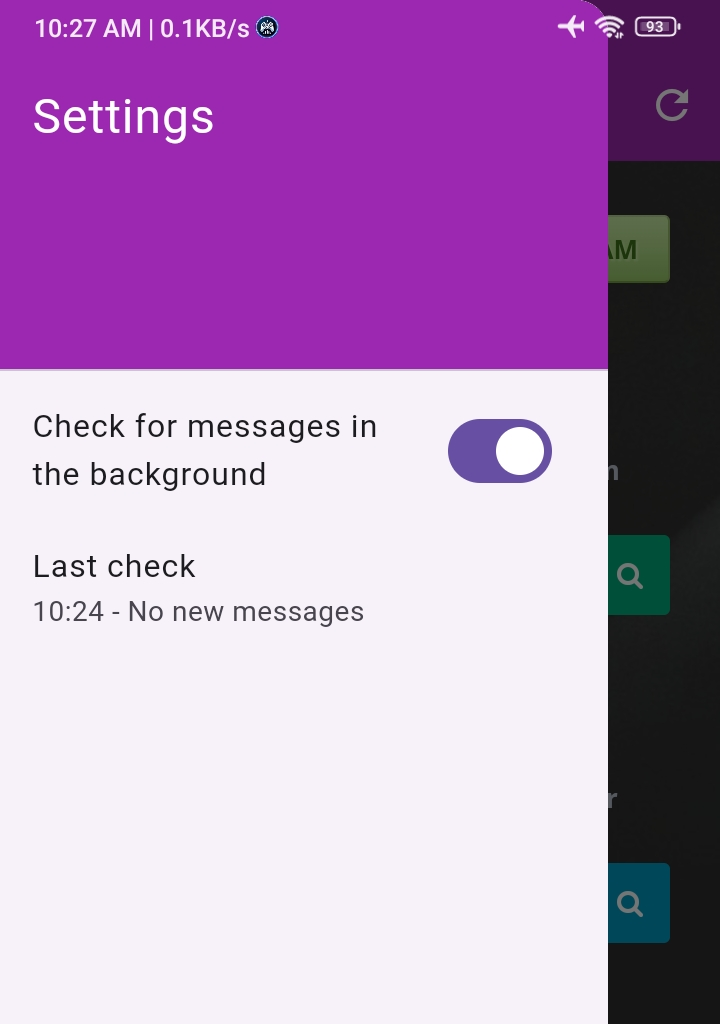 10:27 AM | 0.1KB/s
93
Settings
AM
Check for messages in
the background
Last check
10:24 - No new messages